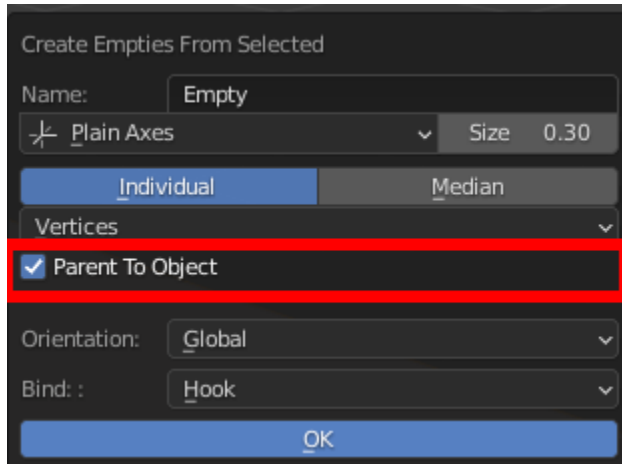 Create Empties From Selected
Name: Empty
Plain Axes Size 0.30
Individual Median
Vertices
Parent To Object
Orientation: Global
Bind: : Hook
OK